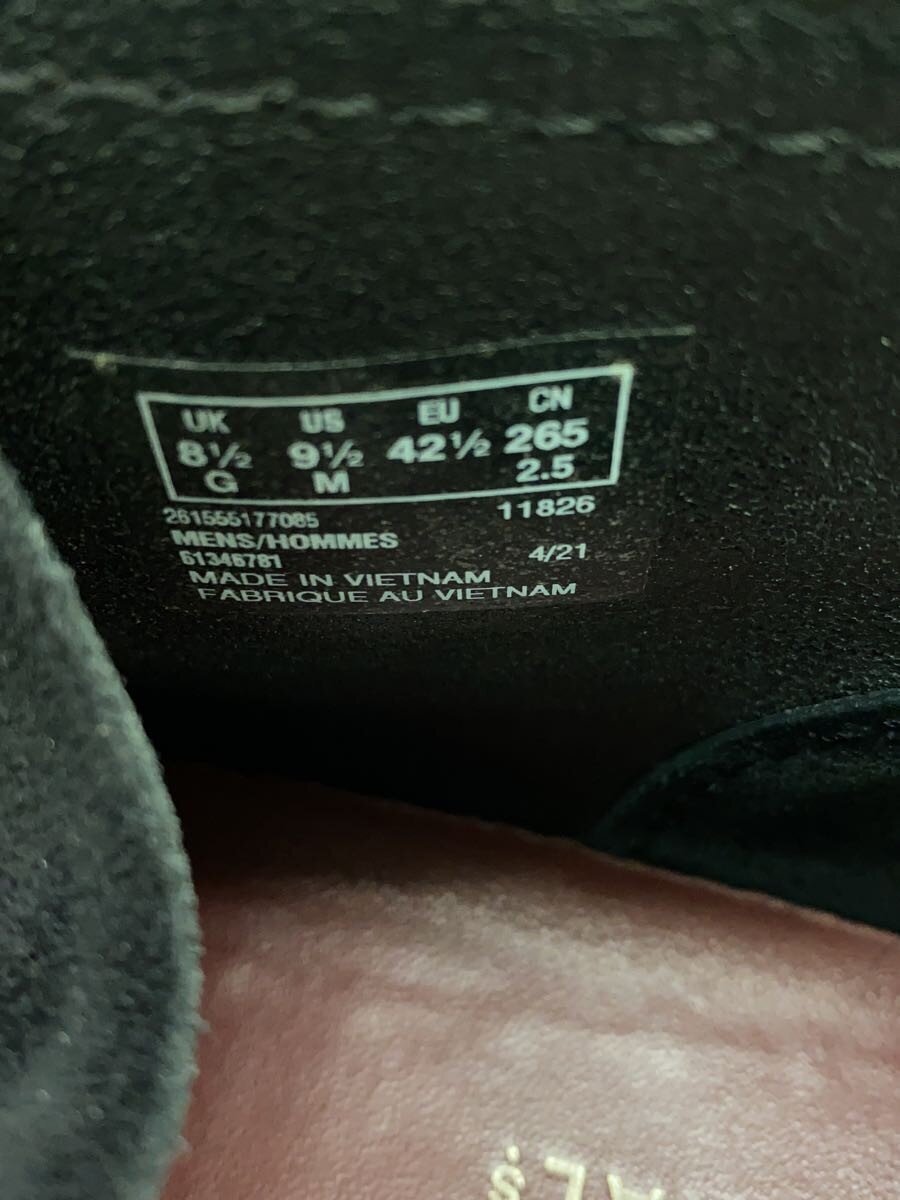 UK US EU CN
8½ 9½ 42½ 265
G M 2.5
261555177085 11826
MENS/HOMMES
61346781 4/21
MADE IN VIETNAM
FABRIQUE AU VIETNAM